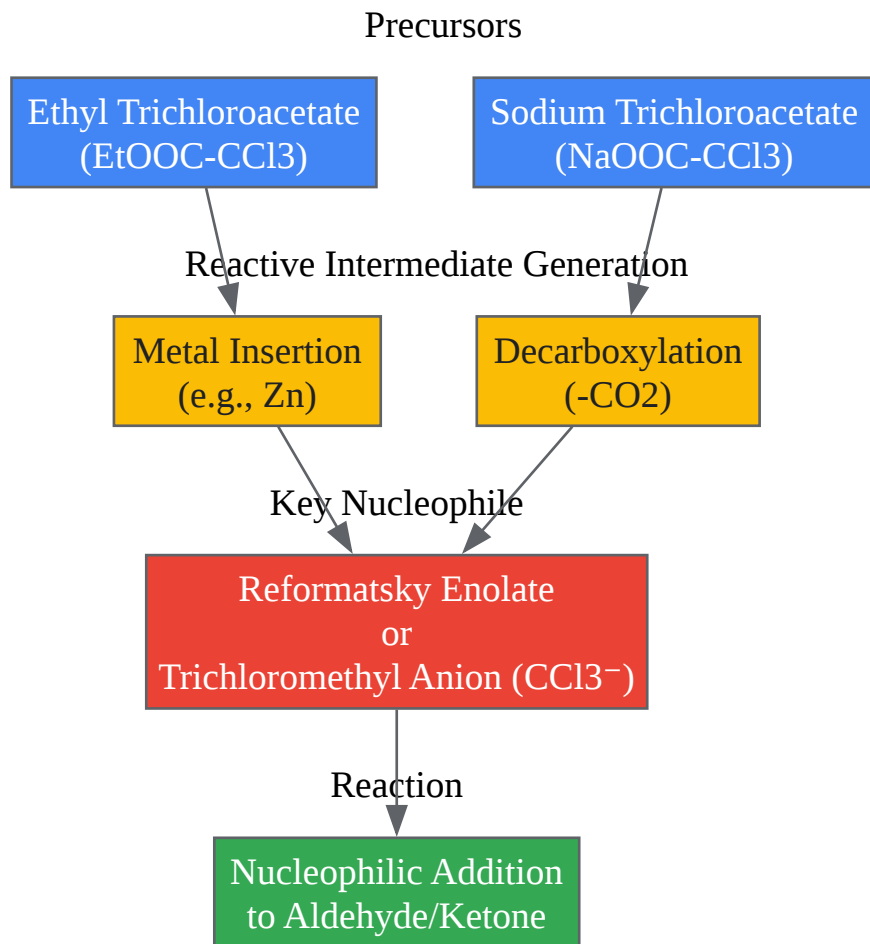 Precursors
Ethyl Trichloroacetate
(EtOOC-CCl3)
Sodium Trichloroacetate
(NaOOC-CCl3)
Reactive Intermediate Generation
Metal Insertion
(e.g., Zn)
Decarboxylation
(-CO2)
Key Nucleophile
Reformatsky Enolate
or
Trichloromethyl Anion (CCl3⁻)
Reaction
Nucleophilic Addition
to Aldehyde/Ketone